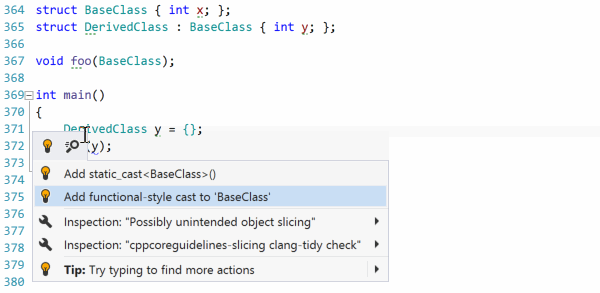 364 struct BaseClass { int x; };
365 struct DerivedClass : BaseClass { int y; };
366
367 void foo(BaseClass);
368
369 int main()
370 {
371 DerivedClass y = {};
372 (y);
373
374 Add static_cast<BaseClass>()
375 Add functional-style cast to 'BaseClass'
376 Inspection: "Possibly unintended object slicing"
377
378 Inspection: "cppcoreguidelines-slicing clang-tidy check"
379 Tip: Try typing to find more actions
380